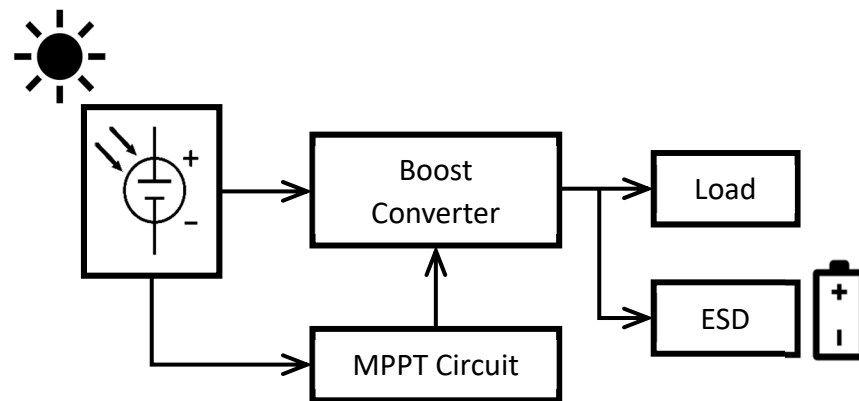 +
−
Boost
Converter
Load
MPPT Circuit
ESD
+
−